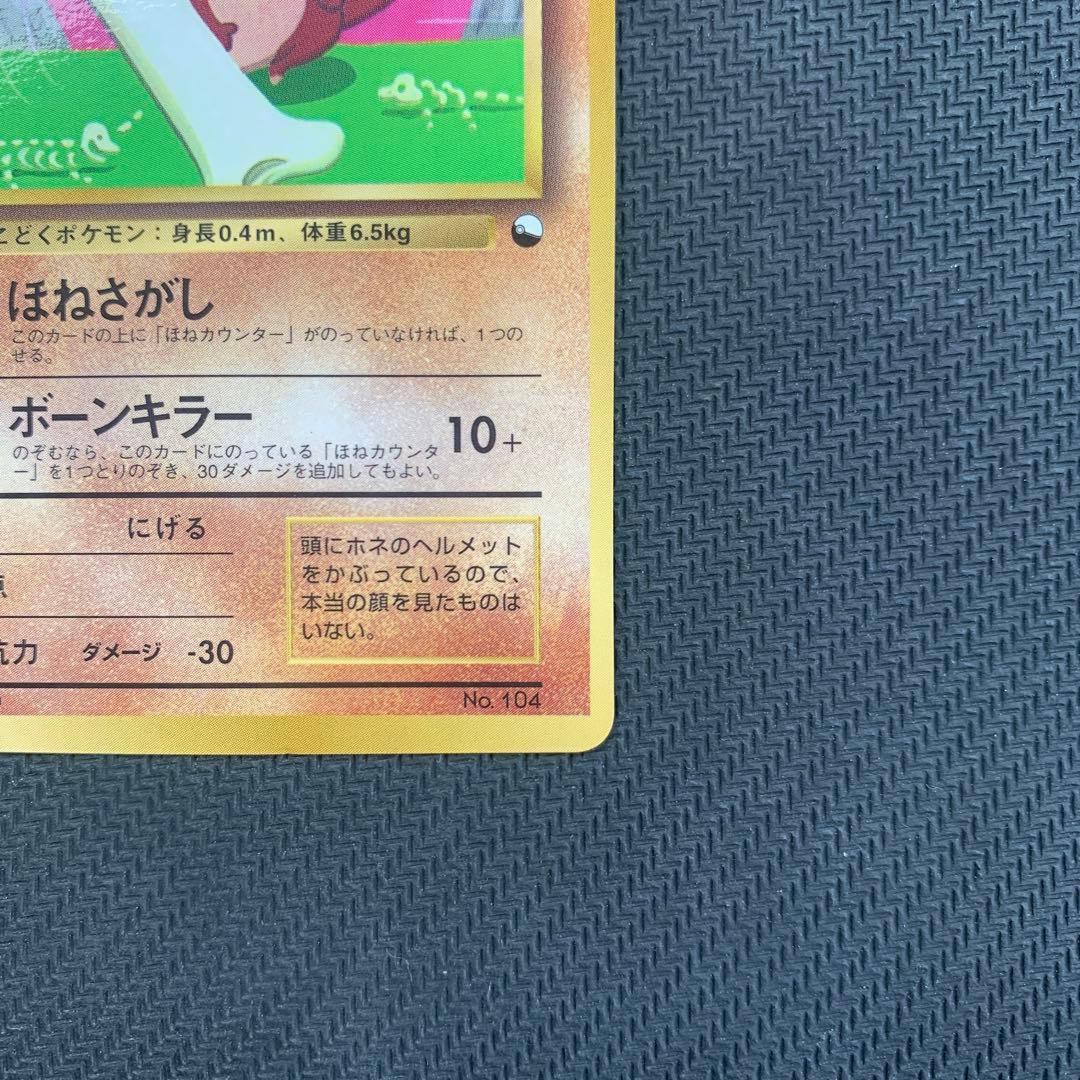 こどくポケモン：身長0.4m、体重6.5kg
ほねさがし
このカードの上に「ほねカウンター」がのっていなければ、1つの
せる。
ボーンキラー 10+
のぞむなら、このカードにのっている「ほねカウンタ
ー」を1つとりのぞき、30ダメージを追加してもよい。
にげる
頭にホネのヘルメット
をかぶっているので、
本当の顔を見たものは
いない。
抗力 ダメージ -30
No. 104